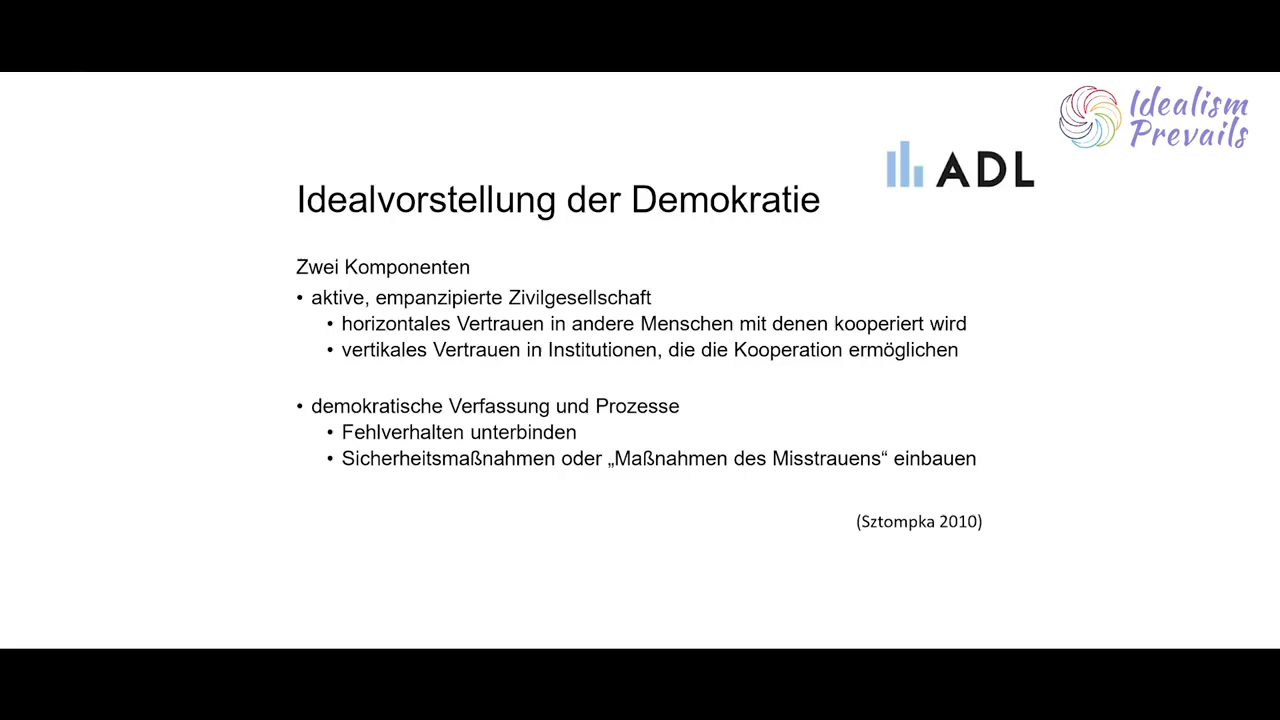 Idealism
Prevails
ADL
Idealvorstellung der Demokratie
Zwei Komponenten
• aktive, empanzipierte Zivilgesellschaft
• horizontales Vertrauen in andere Menschen mit denen kooperiert wird
• vertikales Vertrauen in Institutionen, die die Kooperation ermöglichen
• demokratische Verfassung und Prozesse
• Fehlverhalten unterbinden
• Sicherheitsmaßnahmen oder „Maßnahmen des Misstrauens“ einbauen
(Sztompka 2010)